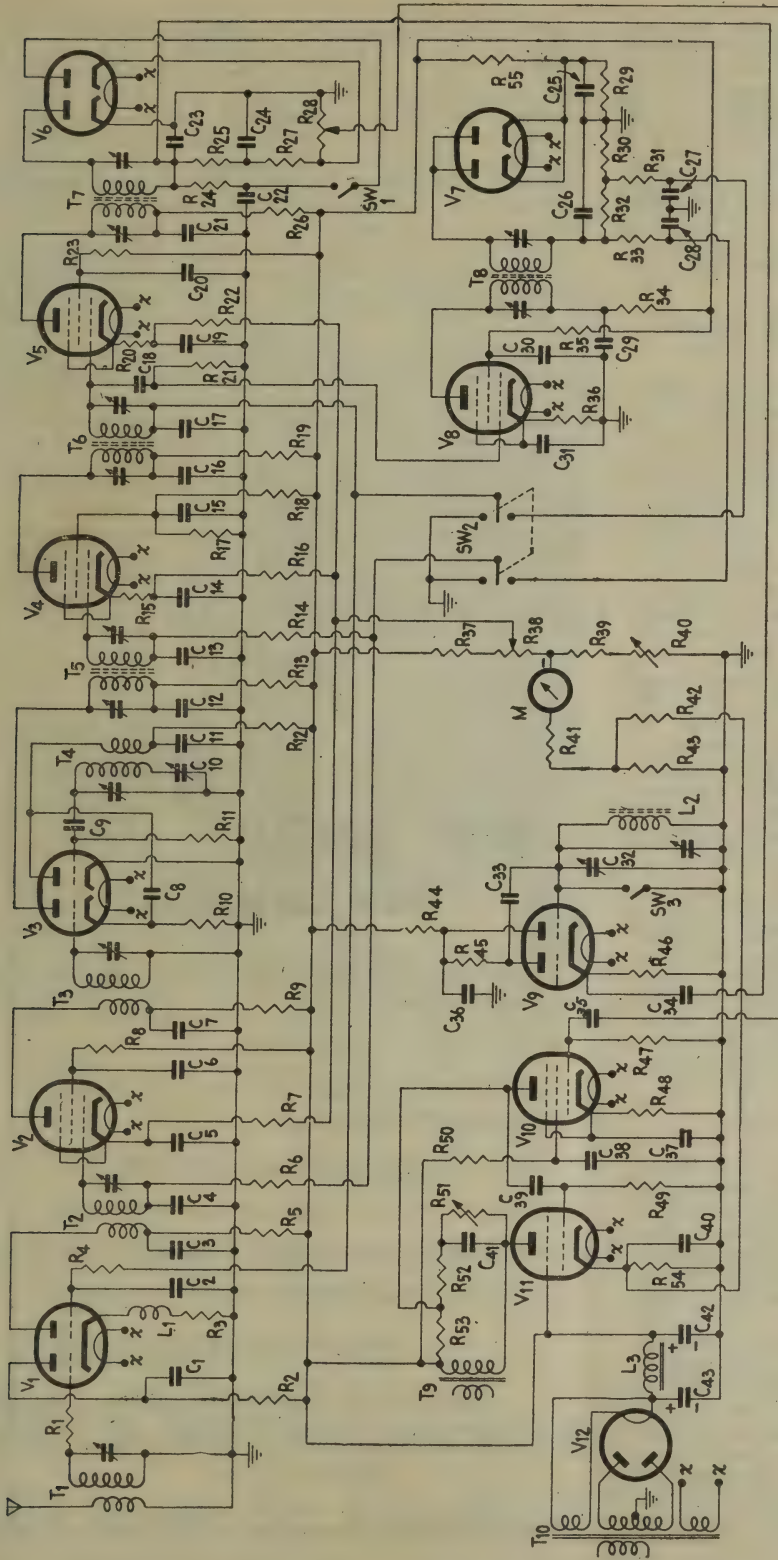 V1
V2
V3
V4
V5
V6
T1
T2
T3
T4
T5
T6
T7
R1
R2
R3
R4
R5
R6
R7
R8
R9
R10
R11
R12
R13
R14
R15
R16
R17
R18
R19
R20
R21
R22
R23
R24
R25
R26
R27
R28
L1
C1
C2
C3
C4
C5
C6
C7
C8
C9
C10
C11
C12
C13
C14
C15
C16
C17
C18
C19
C20
C21
C22
C23
C24
SW1
x x
x x
x x
x x
x x
x x
T10
V12
L3
C43
C42
+
-
+
-
x
x
T9
R53
R52
R51
C41
V11
x x
R54
C40
C39
R49
R50
V10
x x
C38
C37
R48
R47
C35
C36
R44
R45
V9
x x
C34
R46
C33
SW3
C32
L2
R43
R42
R41
M
-
R37
R38
R39
R40
SW2
V8
x x
C31
R36
C30
R35
C29
R34
T8
V7
x x
C26
R32
R33
C28
C27
R31
R30
R29
C25
R55